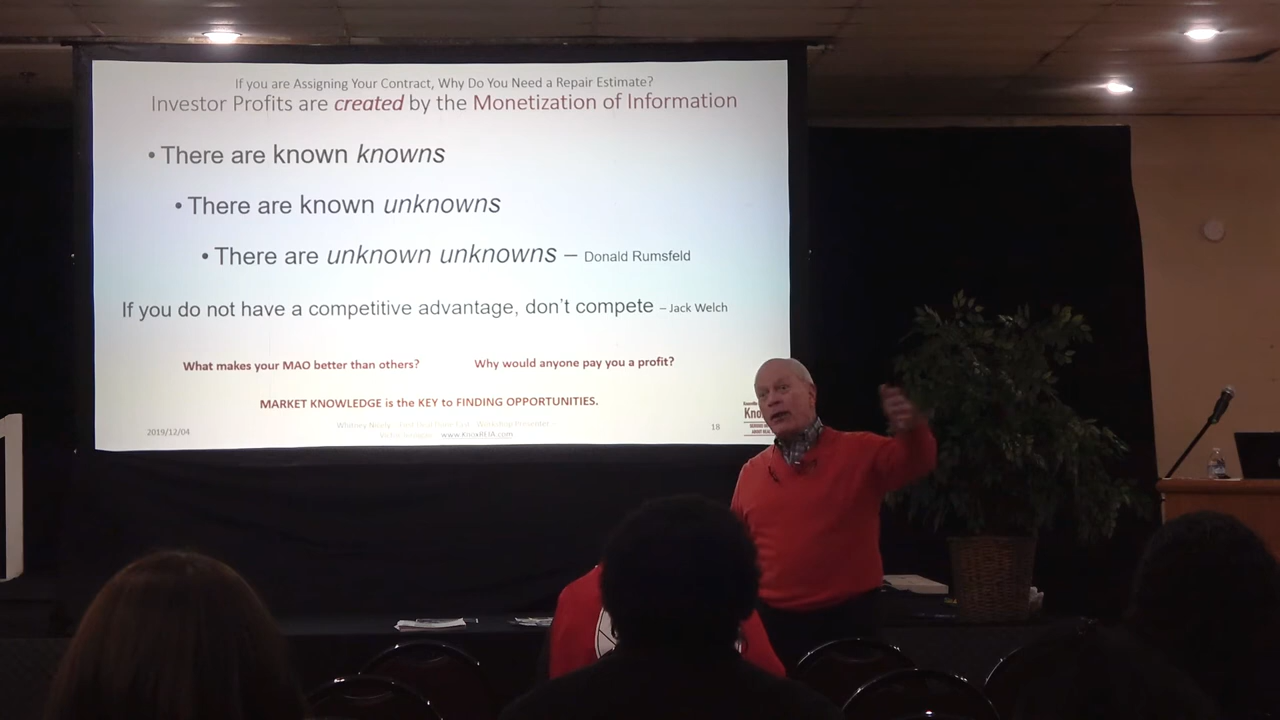 If you are Assigning Your Contract, Why Do You Need a Repair Estimate?
Investor Profits are created by the Monetization of Information
• There are known knowns
• There are known unknowns
• There are unknown unknowns – Donald Rumsfeld
If you do not have a competitive advantage, don't compete – Jack Welch
What makes your MAO better than others? Why would anyone pay you a profit?
MARKET KNOWLEDGE is the KEY to FINDING OPPORTUNITIES.
2019/12/04
www.KnoxREIA.com
18